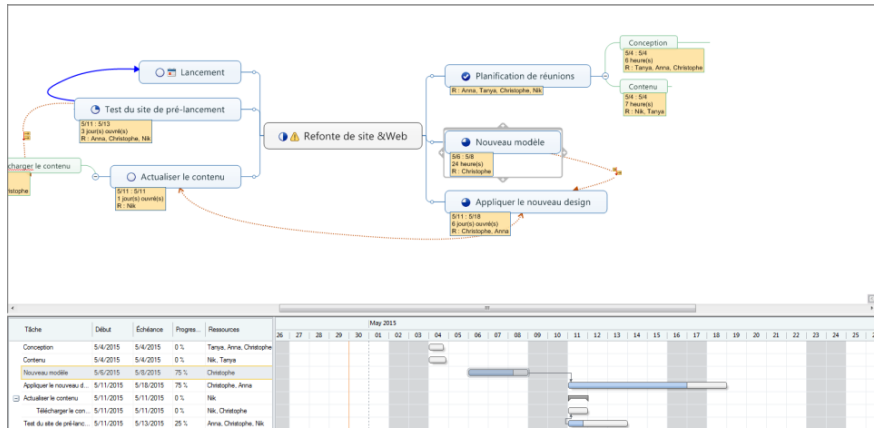 Conception
5/4 : 5/4
6 heure(s)
R : Tanya, Anna, Christophe
Lancement
Planification de réunions
R : Anna, Tanya, Christophe, Nik
Contenu
5/4 : 5/4
7 heure(s)
R : Nik, Tanya
Test du site de pré-lancement
5/11 : 5/13
3 jour(s) ouvré(s)
R : Anna, Christophe, Nik
Refonte de site &Web
Nouveau modèle
5/6 : 5/8
24 heure(s)
R : Christophe
charger le contenu
istophe
Actualiser le contenu
5/11 : 5/11
1 jour(s) ouvré(s)
R : Nik
Appliquer le nouveau design
5/11 : 5/18
6 jour(s) ouvré(s)
R : Christophe, Anna
May 2015
Tâche Début Échéance Progres... Ressources
26 27 28 29 30 01 02 03 04 05 06 07 08 09 10 11 12 13 14 15 16 17 18 19 20 21 22 23 24 25
Conception 5/4/2015 5/4/2015 0 % Tanya, Anna, Christophe
Contenu 5/4/2015 5/4/2015 0 % Nik, Tanya
Nouveau modèle 5/6/2015 5/8/2015 75 % Christophe
Appliquer le nouveau d... 5/11/2015 5/18/2015 75 % Christophe, Anna
Actualiser le contenu 5/11/2015 5/11/2015 0 % Nik
Télécharger le con... 5/11/2015 5/11/2015 0 % Nik, Christophe
Test du site de pré-lanc... 5/11/2015 5/13/2015 25 % Anna, Christophe, Nik